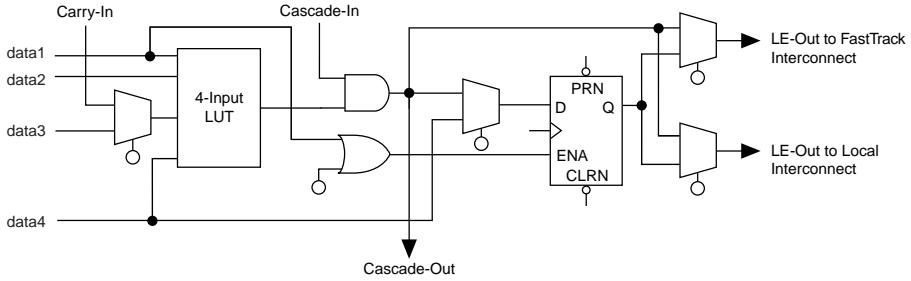 Carry-In
Cascade-In
data1
data2
data3
data4
4-Input
LUT
PRN
D
Q
ENA
CLRN
LE-Out to FastTrack
Interconnect
LE-Out to Local
Interconnect
Cascade-Out